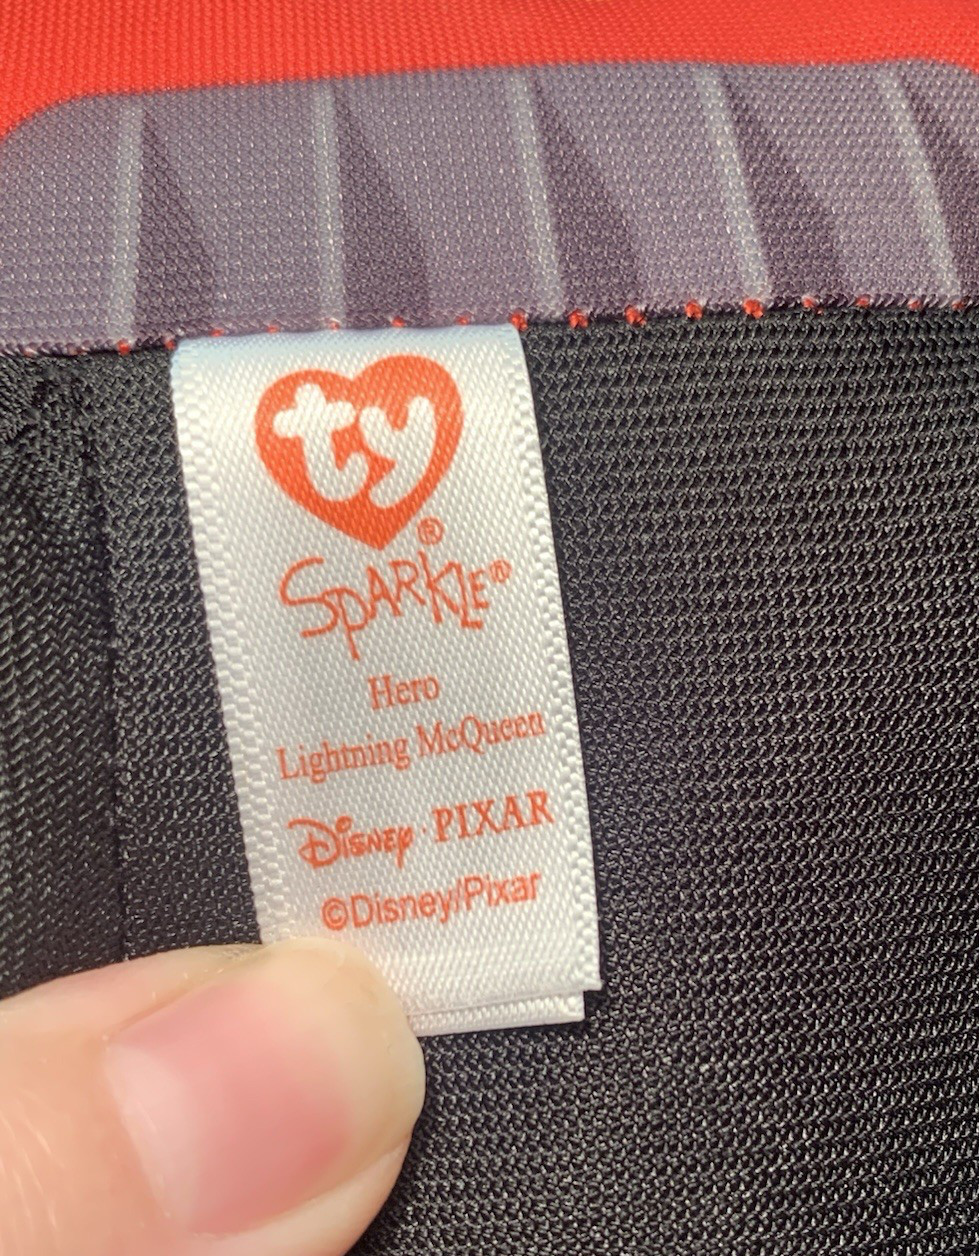 ty®
SpARKLE®
Hero
Lightning McQueen
Disney · PIXAR
©Disney/Pixar